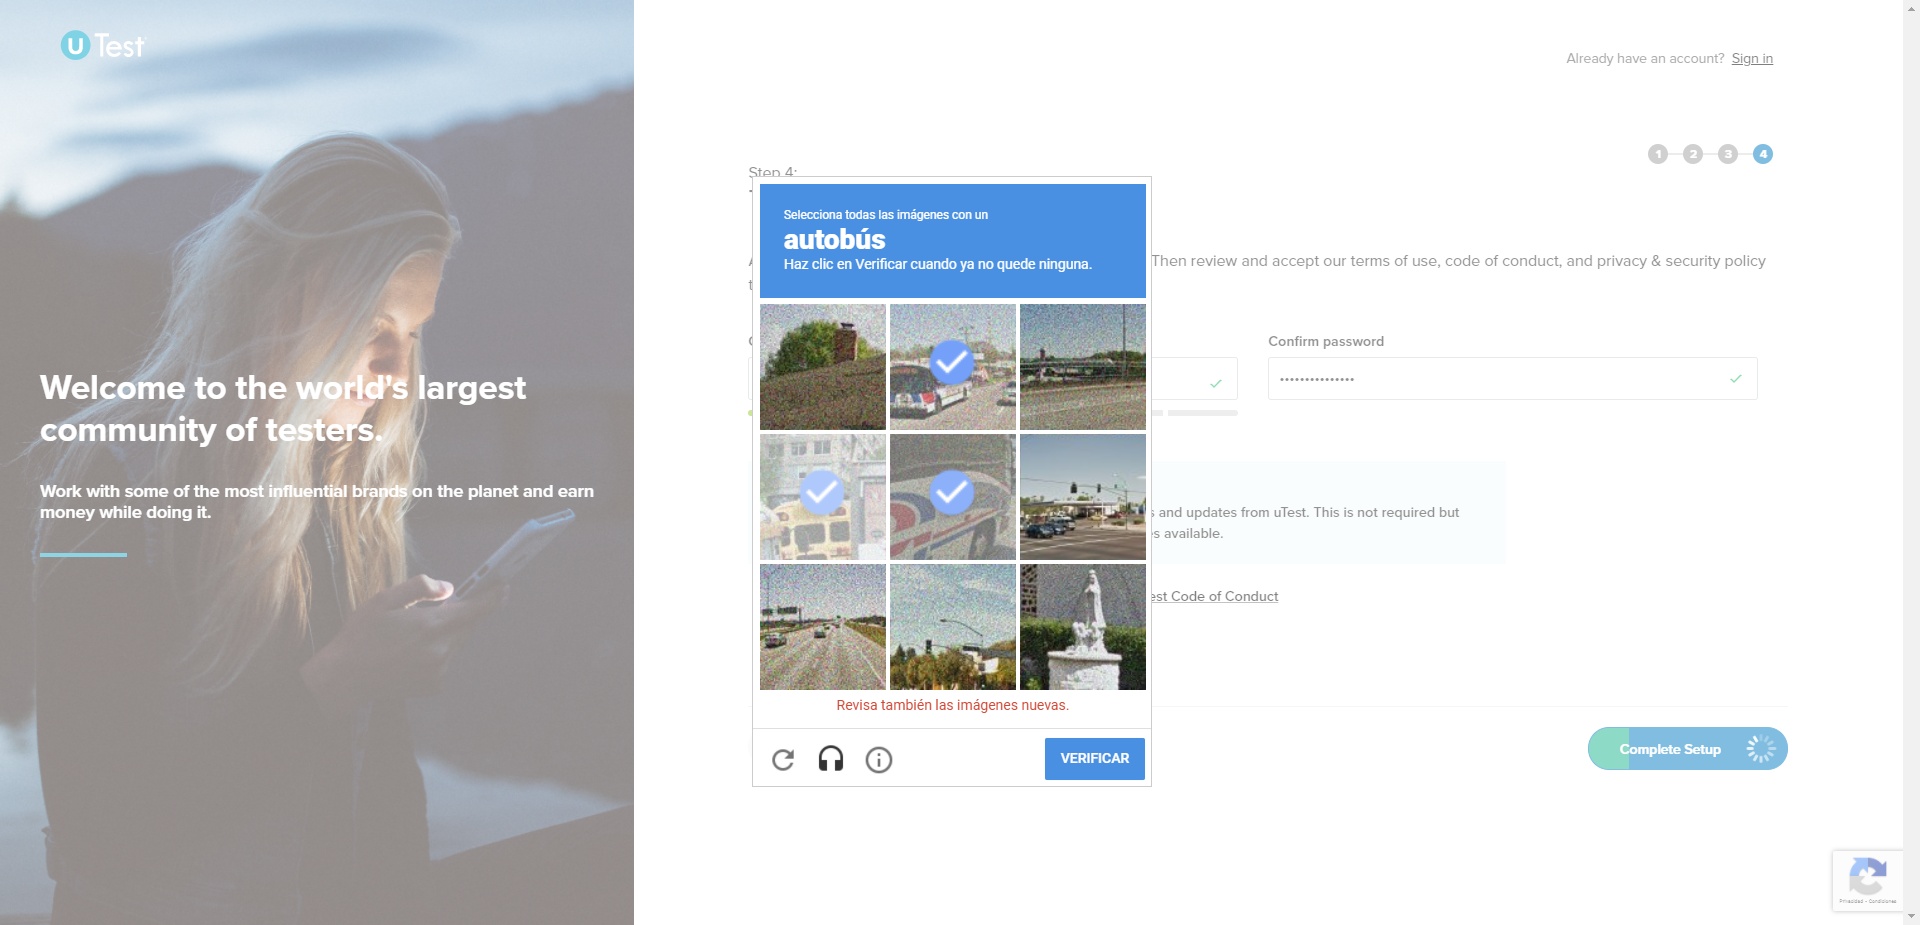 uTest
Welcome to the world's largest
community of testers.
Work with some of the most influential brands on the planet and earn
money while doing it.
Already have an account? Sign in
1 2 3 4
Step 4:
Selecciona todas las imágenes con un
autobús
Haz clic en Verificar cuando ya no quede ninguna.
Then review and accept our terms of use, code of conduct, and privacy & security policy
Confirm password
and updates from uTest. This is not required but
available.
Code of Conduct
Revisa también las imágenes nuevas.
VERIFICAR
Complete Setup
Privacidad - Condiciones